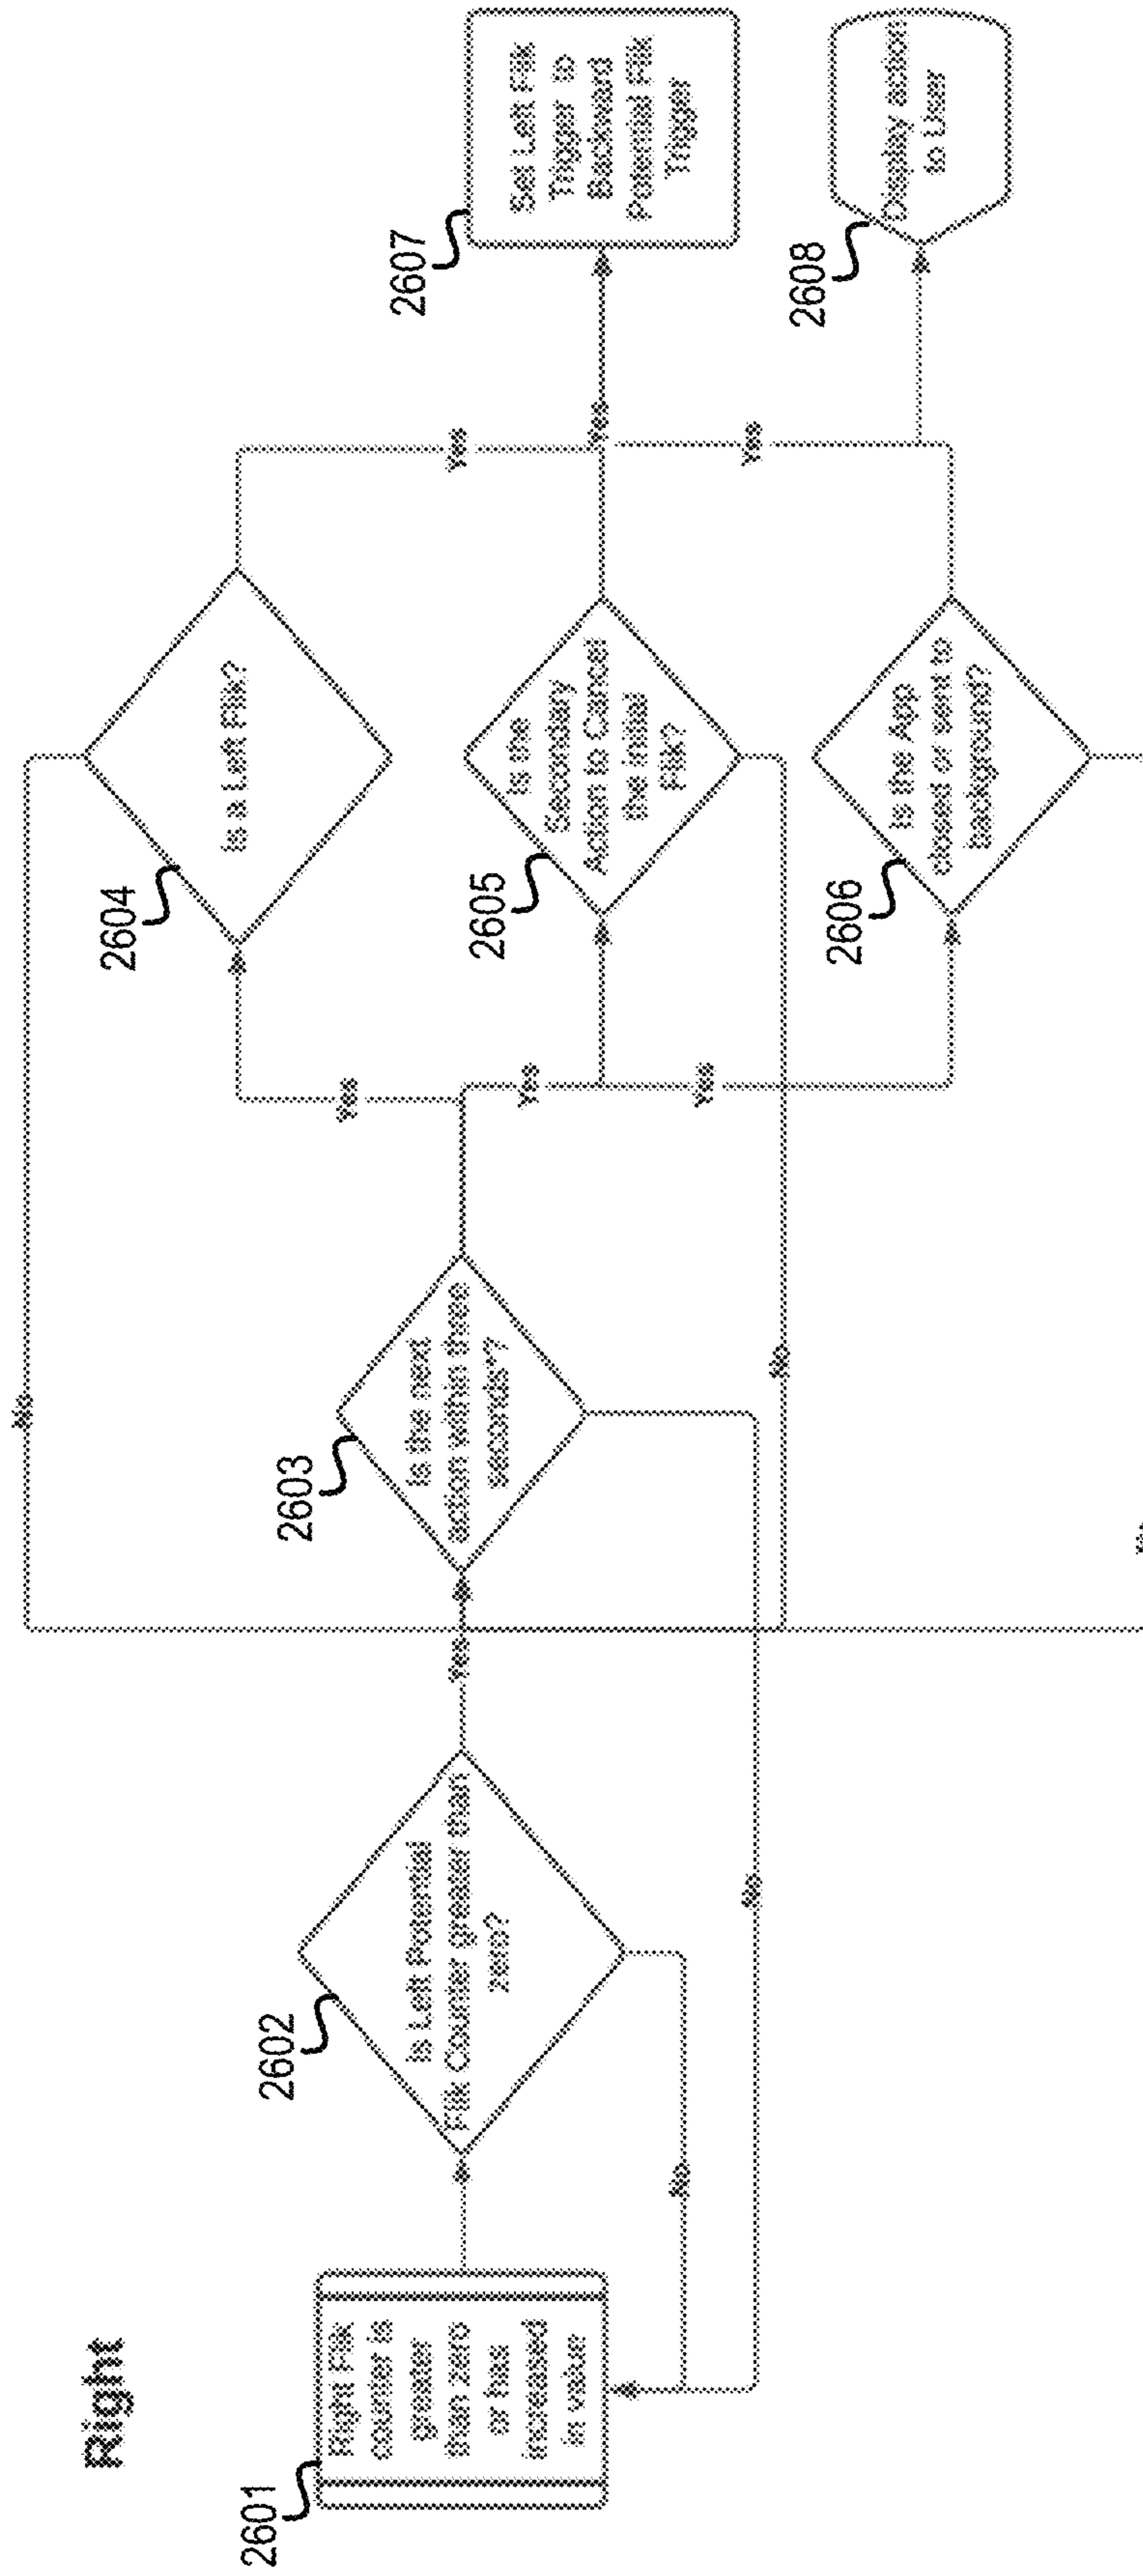 Right
2601
Right Flik
counter is
greater
than zero
or has
increased
in value
2602
Is Left Potential
Flik Counter greater than
zero?
No
Yes
2603
Is the next
action within three
seconds*?
No
No
Yes
Yes
Yes
2604
Is a Left Flik?
2605
Is the
Secondary
Action to Cancel
the initial
Flik?
No
2606
Is the App
closed or sent to
background?
Yes
Yes
Yes
2607
Set Left Flik
Trigger to
Backward
Potential Flik
Trigger
2608
Display action
to User